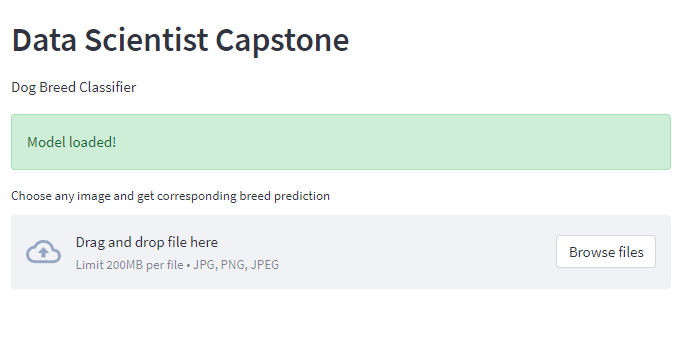 Data Scientist Capstone
Dog Breed Classifier
Model loaded!
Choose any image and get corresponding breed prediction
Drag and drop file here
Limit 200MB per file • JPG, PNG, JPEG
Browse files